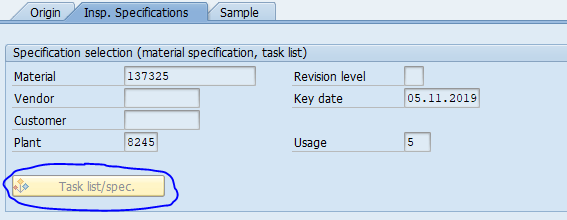 Origin Insp. Specifications Sample
Specification selection (material specification, task list)
Material 137325 Revision level
Vendor Key date 05.11.2019
Customer
Plant 8245 Usage 5
Task list/spec.